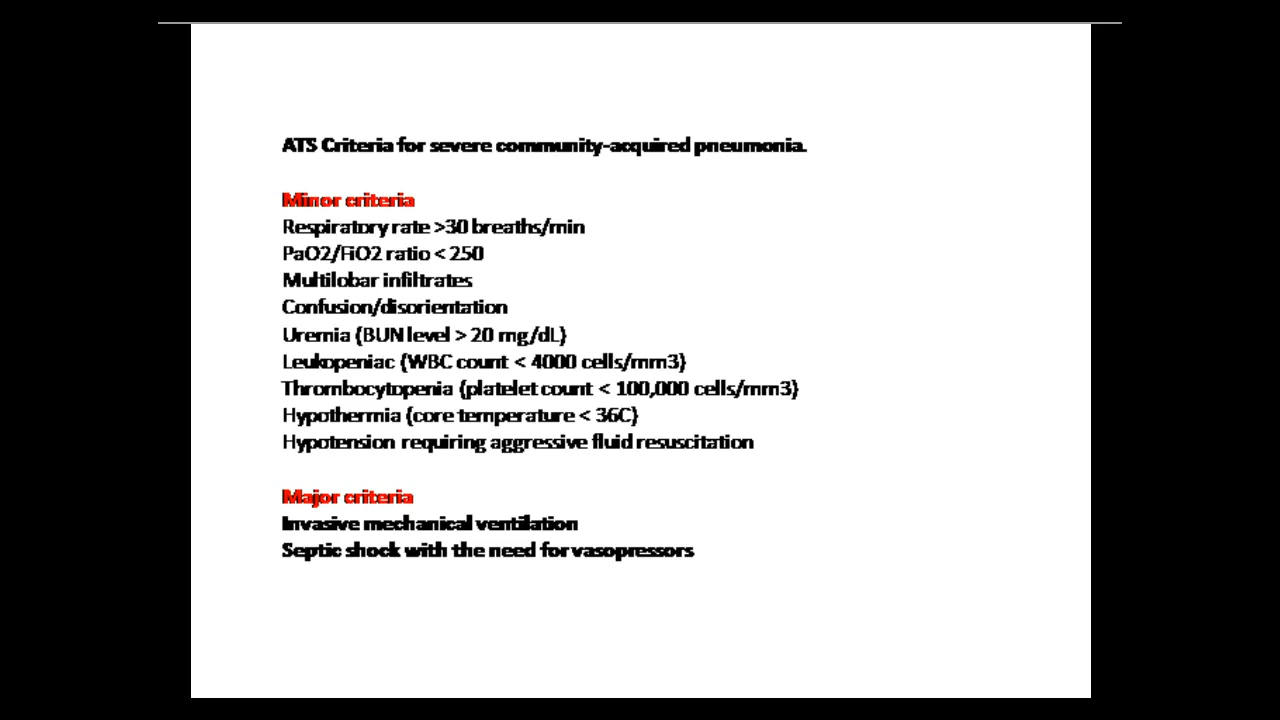 ATS Criteria for severe community-acquired pneumonia.
Minor criteria
Respiratory rate >30 breaths/min
PaO2/FiO2 ratio < 250
Multilobar infiltrates
Confusion/disorientation
Uremia (BUN level > 20 mg/dL)
Leukopeniac (WBC count < 4000 cells/mm3)
Thrombocytopenia (platelet count < 100,000 cells/mm3)
Hypothermia (core temperature < 36C)
Hypotension requiring aggressive fluid resuscitation
Major criteria
Invasive mechanical ventilation
Septic shock with the need for vasopressors